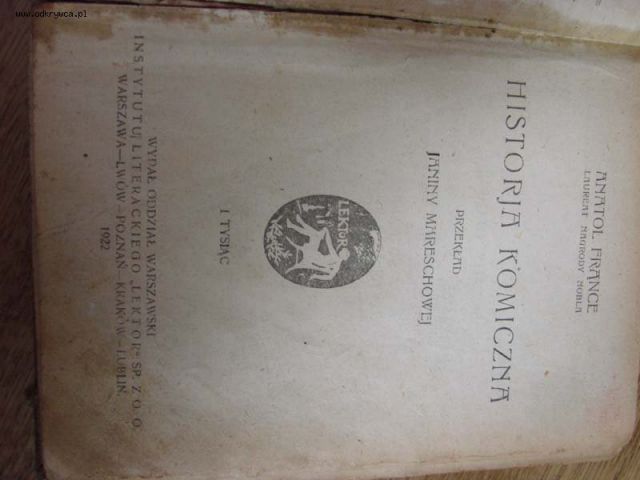 www.odkrywca.pl
ANATOL FRANCE
LAUREAT NAGRODY NOBLA
HISTORJA KOMICZNA
PRZEKŁAD
JANINY MARESCHOWEJ
LEKTOR
I TYSIĄC
WYDAŁ ODDZIAŁ WARSZAWSKI
INSTYTUTU LITERACKIEGO „LEKTOR” SP. Z O. O.
WARSZAWA—LWÓW—POZNAŃ—KRAKÓW—LUBLIN
1922